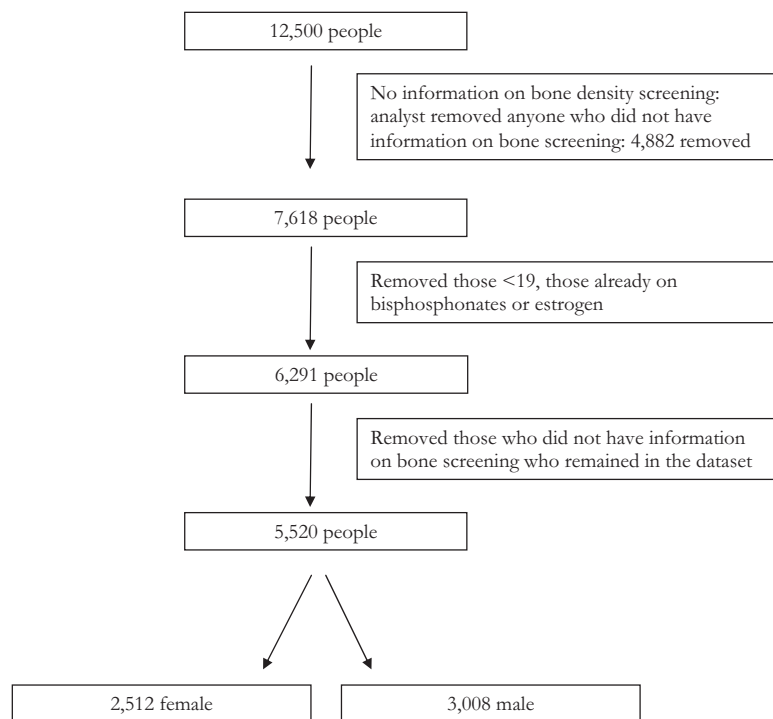 12,500 people
No information on bone density screening:
analyst removed anyone who did not have
information on bone screening: 4,882 removed
7,618 people
Removed those <19, those already on
bisphosphonates or estrogen
6,291 people
Removed those who did not have information
on bone screening who remained in the dataset
5,520 people
2,512 female
3,008 male